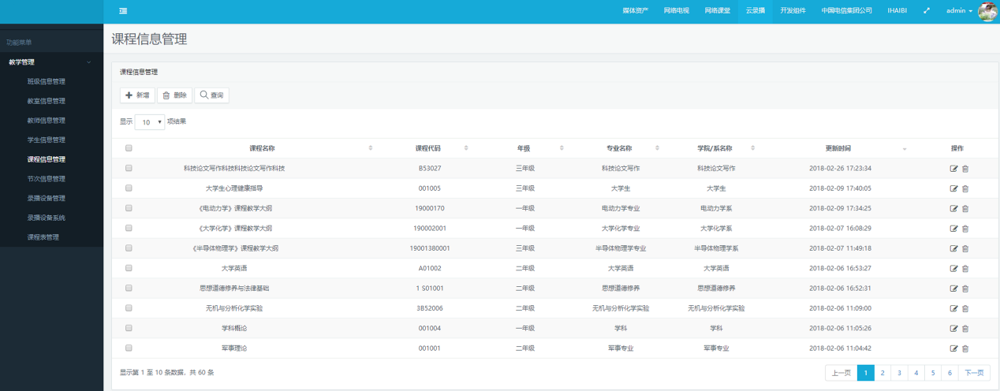 媒体资产 网络电视 网络课堂 云录播 开发组件 中国电信集团公司 IHAIBI admin
功能菜单
教学管理
班级信息管理
教室信息管理
教师信息管理
学生信息管理
课程信息管理
节次信息管理
录播设备管理
录播设备系统
课程表管理
课程信息管理
课程信息管理
新增 删除 查询
显示 10 项结果
课程名称 课程代码 年级 专业名称 学院/系名称 更新时间 操作
科技论文写作科技科技论文写作科技 B53027 三年级 科技论文写作 科技论文写作 2018-02-26 17:23:34
大学生心理健康指导 001005 三年级 大学生 大学生 2018-02-09 17:40:05
《电动力学》课程教学大纲 19000170 一年级 电动力学专业 电动力学系 2018-02-09 17:34:25
《大学化学》课程教学大纲 190002001 一年级 大学化学专业 大学化学系 2018-02-07 16:08:29
《半导体物理学》课程教学大纲 19001380001 三年级 半导体物理学专业 半导体物理学系 2018-02-07 11:49:18
大学英语 A01002 二年级 大学英语 大学英语 2018-02-06 16:53:27
思想道德修养与法律基础 1 S01001 二年级 思想道德修养 思想道德修养 2018-02-06 16:52:31
无机与分析化学实验 3B52006 二年级 无机与分析化学实验 无机与分析化学实验 2018-02-06 11:09:00
学科概论 001004 一年级 学科 学科 2018-02-06 11:05:26
军事理论 001001 二年级 军事专业 军事专业 2018-02-06 11:04:42
显示第 1 至 10 条数据，共 60 条
上一页 1 2 3 4 5 6 下一页